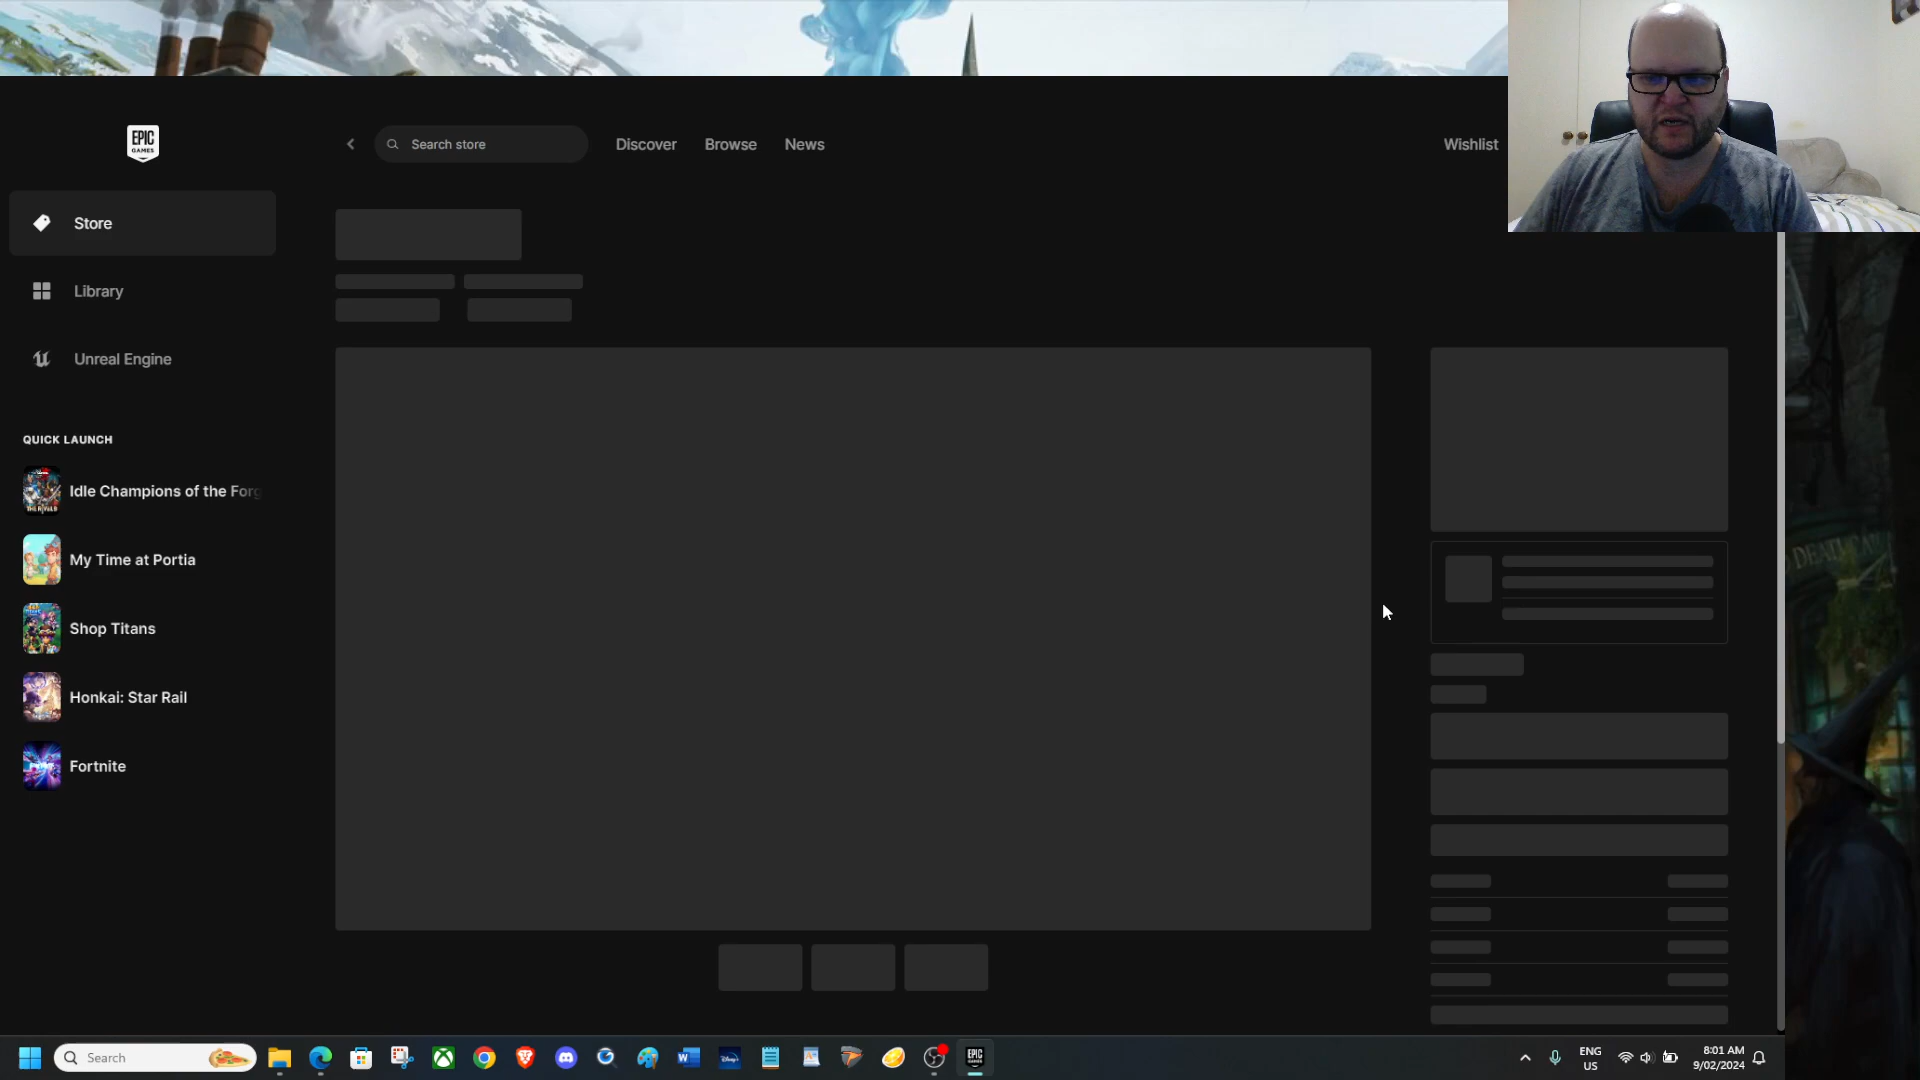 EPIC
GAMES
Search store
Discover
Browse
News
Wishlist
Store
Library
Unreal Engine
QUICK LAUNCH
Idle Champions of the Forg
My Time at Portia
Shop Titans
Honkai: Star Rail
Fortnite
Search
ENG
US
8:01 AM
9/02/2024